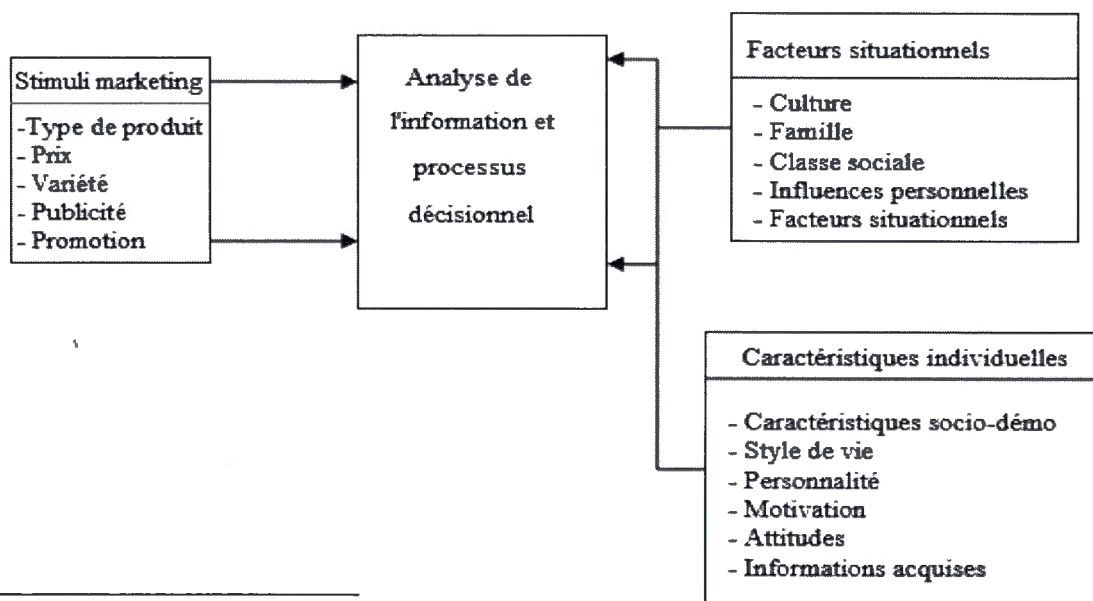 Stimuli marketing
-Type de produit
- Prix
- Variété
- Publicité
- Promotion
Analyse de
l'information et
processus
décisionnel
Facteurs situationnels
- Culture
- Famille
- Classe sociale
- Influences personnelles
- Facteurs situationnels
Caractéristiques individuelles
- Caractéristiques socio-démo
- Style de vie
- Personnalité
- Motivation
- Attitudes
- Informations acquises